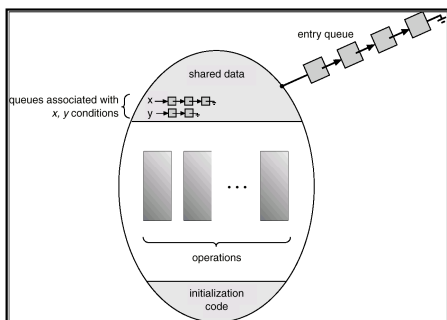 entry queue
shared data
queues associated with
x, y conditions
x
y
...
operations
initialization
code